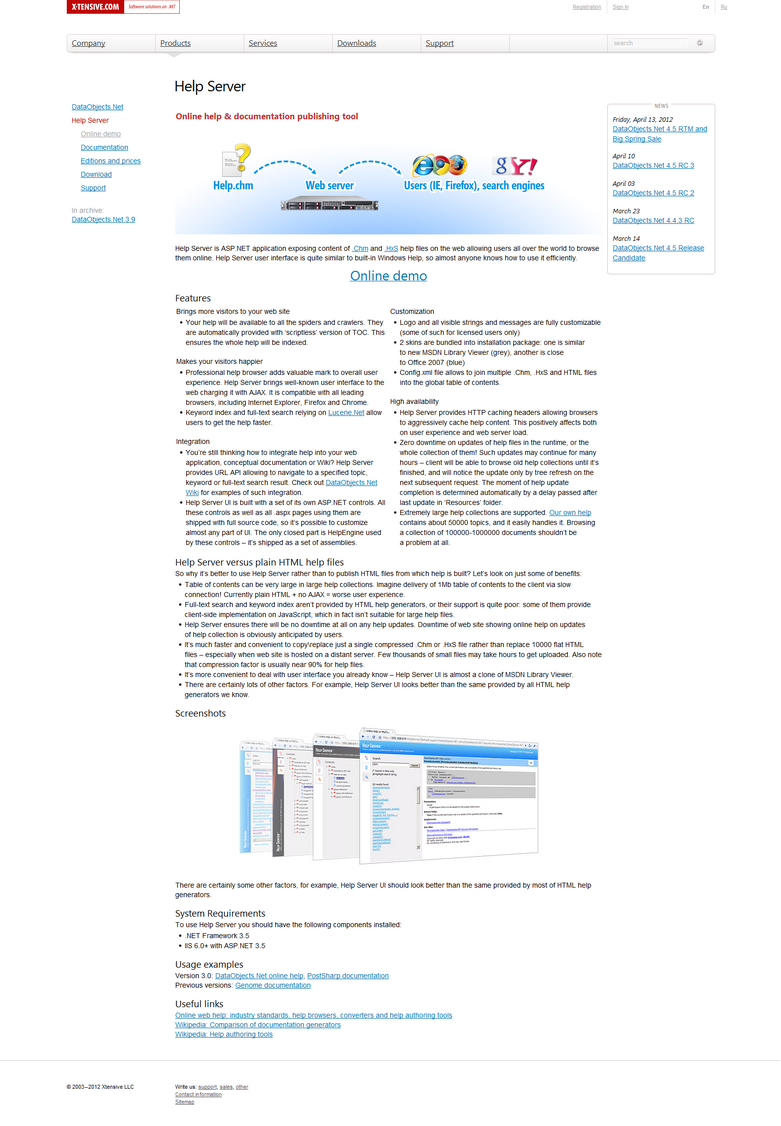 X-TENSIVE.COM
Software solutions on .NET
Registration
Sign In
En
Ru
Company
Products
Services
Downloads
Support
search
Help Server
DataObjects.Net
Help Server
Online demo
Documentation
Editions and prices
Download
Support
In archive:
DataObjects.Net 3.9
Online help & documentation publishing tool
Help.chm
Web server
Users (IE, Firefox), search engines
Help Server is ASP.NET application exposing content of .Chm and .HxS help files on the web allowing users all over the world to browse
them online. Help Server user interface is quite similar to built-in Windows Help, so almost anyone knows how to use it efficiently.
Online demo
Features
Brings more visitors to your web site
• Your help will be available to all the spiders and crawlers. They
are automatically provided with 'scriptless' version of TOC. This
ensures the whole help will be indexed.
Makes your visitors happier
• Professional help browser adds valuable mark to overall user
experience. Help Server brings well-known user interface to the
web charging it with AJAX. It is compatible with all leading
browsers, including Internet Explorer, Firefox and Chrome.
• Keyword index and full-text search relying on Lucene.Net allow
users to get the help faster.
Integration
• You're still thinking how to integrate help into your web
application, conceptual documentation or Wiki? Help Server
provides URL API allowing to navigate to a specified topic,
keyword or full-text search result. Check out DataObjects.Net
Wiki for examples of such integration.
• Help Server UI is built with a set of its own ASP.NET controls. All
these controls as well as all .aspx pages using them are
shipped with full source code, so it's possible to customize
almost any part of UI. The only closed part is HelpEngine used
by these controls – it's shipped as a set of assemblies.
Customization
• Logo and all visible strings and messages are fully customizable
(some of such for licensed users only)
• 2 skins are bundled into installation package: one is similar
to new MSDN Library Viewer (grey), another is close
to Office 2007 (blue)
• Config.xml file allows to join multiple .Chm, .HxS and HTML files
into the global table of contents.
High availability
• Help Server provides HTTP caching headers allowing browsers
to aggressively cache help content. This positively affects both
on user experience and web server load.
• Zero downtime on updates of help files in the runtime, or the
whole collection of them! Such updates may continue for many
hours – client will be able to browse old help collections until it's
finished, and will notice the update only by tree refresh on the
next subsequent request. The moment of help update
completion is determined automatically by a delay passed after
last update in 'Resources' folder.
• Extremely large help collections are supported. Our own help
contains about 50000 topics, and it easily handles it. Browsing
a collection of 100000-1000000 documents shouldn't be
a problem at all.
Help Server versus plain HTML help files
So why it's better to use Help Server rather than to publish HTML files from which help is built? Let's look on just some of benefits:
• Table of contents can be very large in large help collections. Imagine delivery of 1Mb table of contents to the client via slow
connection! Currently plain HTML + no AJAX = worse user experience.
• Full-text search and keyword index aren't provided by HTML help generators, or their support is quite poor: some of them provide
client-side implementation on JavaScript, which in fact isn't suitable for large help files.
• Help Server ensures there will be no downtime at all on any help updates. Downtime of web site showing online help on updates
of help collection is obviously anticipated by users.
• It's much faster and convenient to copy\replace just a single compressed .Chm or .HxS file rather than replace 10000 flat HTML
files – especially when web site is hosted on a distant server. Few thousands of small files may take hours to get uploaded. Also note
that compression factor is usually near 90% for help files.
• It's more convenient to deal with user interface you already know – Help Server UI is almost a clone of MSDN Library Viewer.
• There are certainly lots of other factors. For example, Help Server UI looks better than the same provided by all HTML help
generators we know.
Screenshots
There are certainly some other factors, for example, Help Server UI should look better than the same provided by most of HTML help
generators.
System Requirements
To use Help Server you should have the following components installed:
• .NET Framework 3.5
• IIS 6.0+ with ASP.NET 3.5
Usage examples
Version 3.0: DataObjects.Net online help, PostSharp documentation
Previous versions: Genome documentation
Useful links
Online web help: industry standards, help browsers, converters and help authoring tools
Wikipedia: Comparison of documentation generators
Wikipedia: Help authoring tools
NEWS
Friday, April 13, 2012
DataObjects.Net 4.5 RTM and
Big Spring Sale
April 10
DataObjects.Net 4.5 RC 3
April 03
DataObjects.Net 4.5 RC 2
March 23
DataObjects.Net 4.4.3 RC
March 14
DataObjects.Net 4.5 Release
Candidate
© 2003—2012 Xtensive LLC
Write us: support, sales, other
Contact information
Sitemap